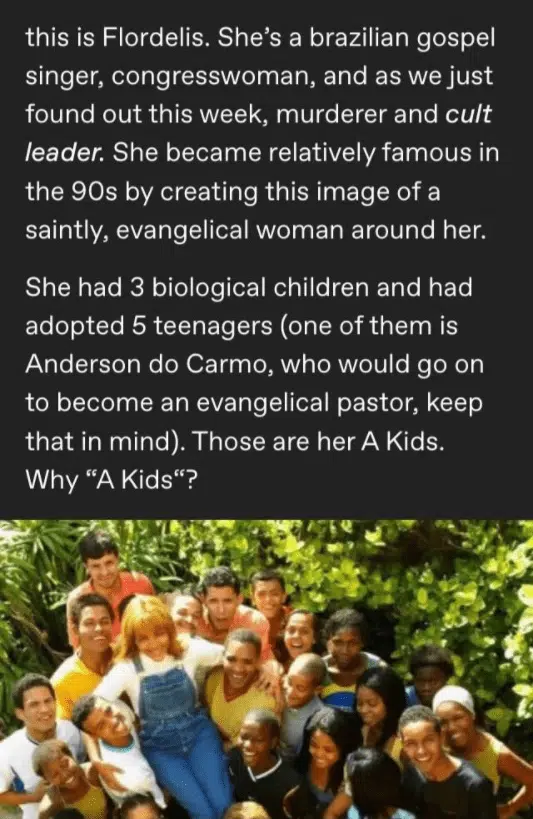 this is Flordelis. She’s a brazilian gospel
singer, congresswoman, and as we just
found out this week, murderer and cult
leader. She became relatively famous in
the 90s by creating this image of a
saintly, evangelical woman around her.
She had 3 biological children and had
adopted 5 teenagers (one of them is
Anderson do Carmo, who would go on
to become an evangelical pastor, keep
that in mind). Those are her A Kids.
Why “A Kids“?